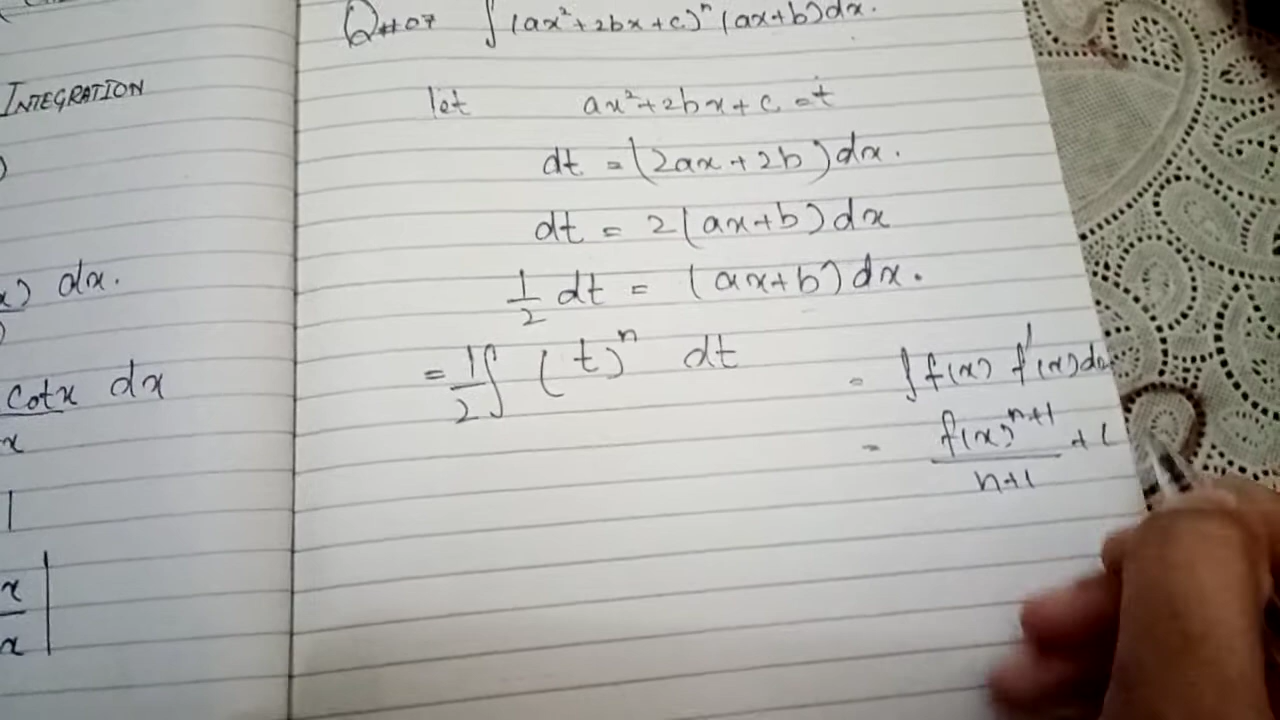 INTEGRATION
)
x) dx.
)
cotx dx
x
|
x
x |
Q#07 ∫(ax²+2bx+c)ⁿ (ax+b)dx.
let ax²+2bx+c=t
dt = (2ax+2b)dx.
dt = 2(ax+b)dx
1/2 dt = (ax+b)dx.
= 1/2 ∫ (t)ⁿ dt
= ∫f(x) f'(x)dx
= f(x)ⁿ⁺¹/n+1 + c